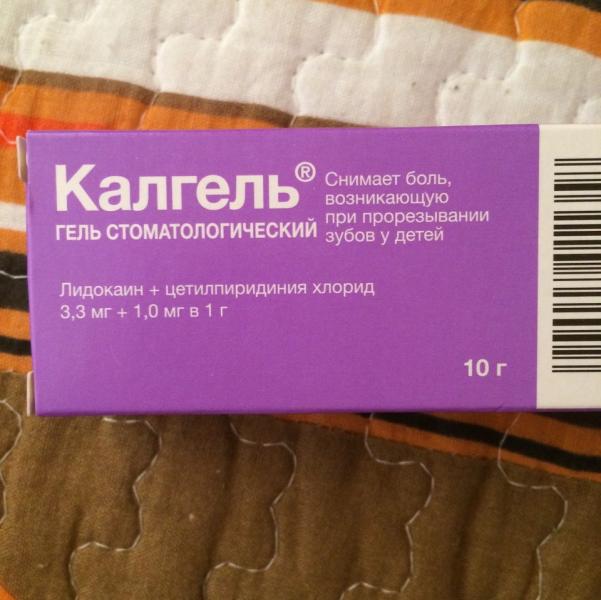 Калгель®
ГЕЛЬ СТОМАТОЛОГИЧЕСКИЙ
Снимает боль,
возникающую
при прорезывании
зубов у детей
Лидокаин + цетилпиридиния хлорид
3,3 мг + 1,0 мг в 1 г
10 г